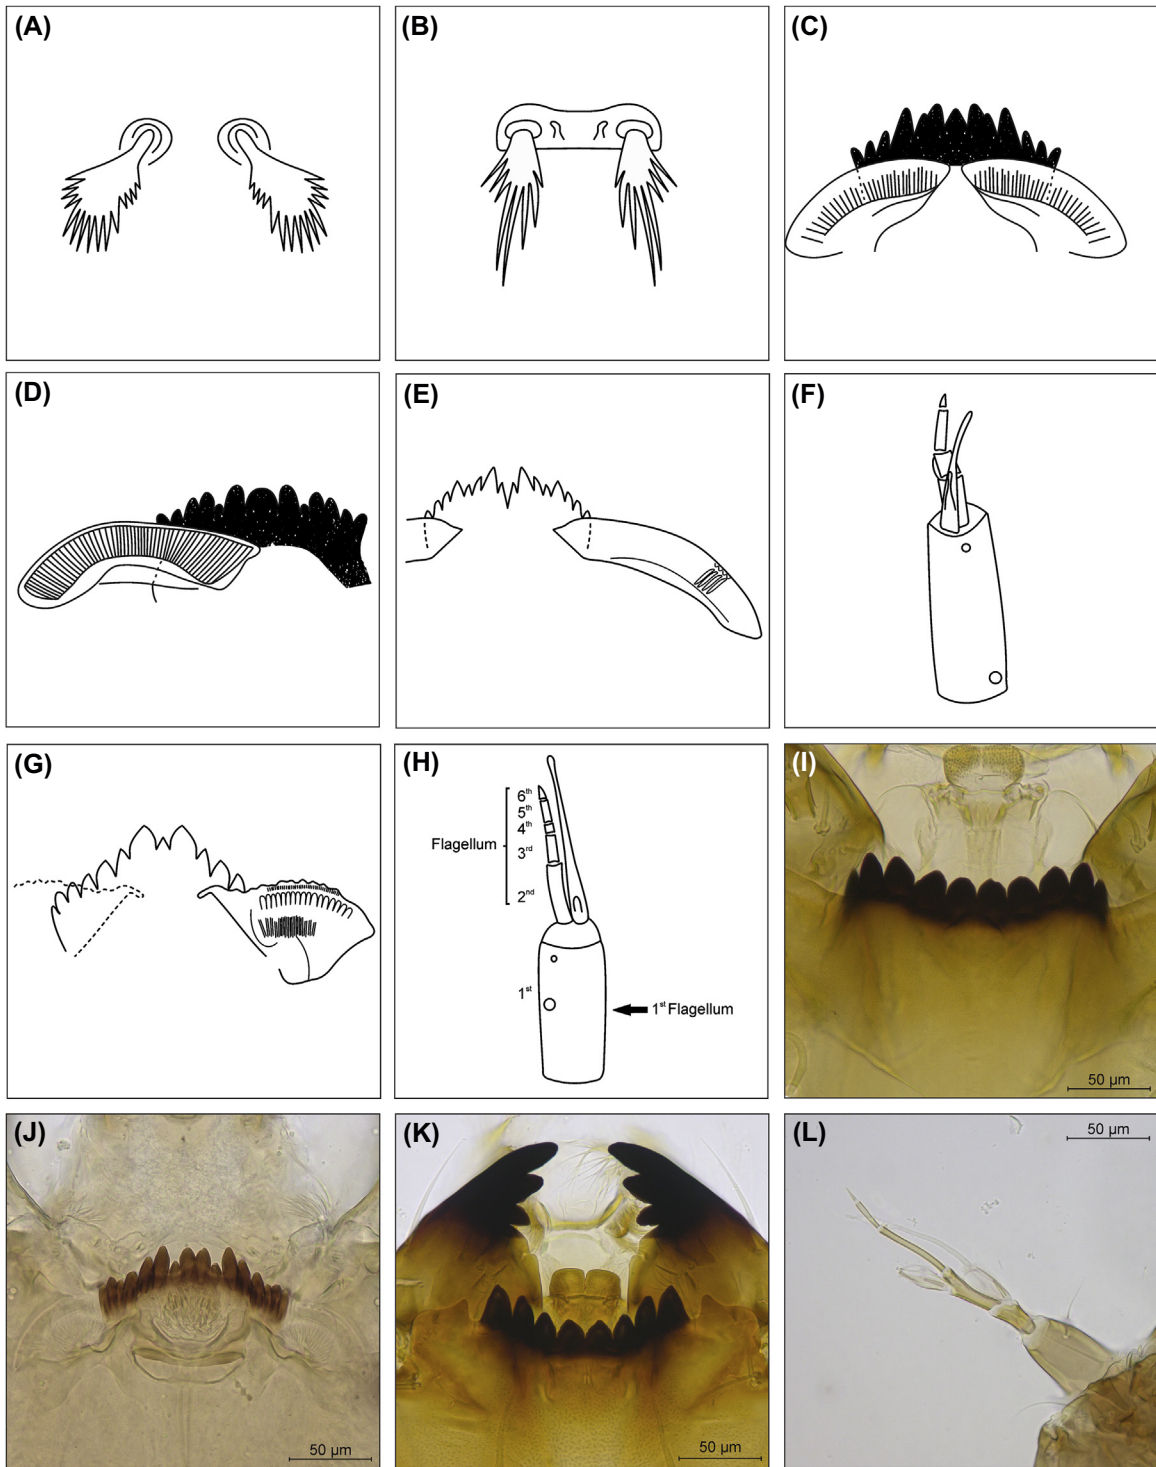 (A)
(B)
(C)
(D)
(E)
(F)
(G)
(H)
6th
5th
4th
Flagellum
3rd
2nd
1st
1st Flagellum
(I)
50 µm
(J)
50 µm
(K)
50 µm
(L)
50 µm